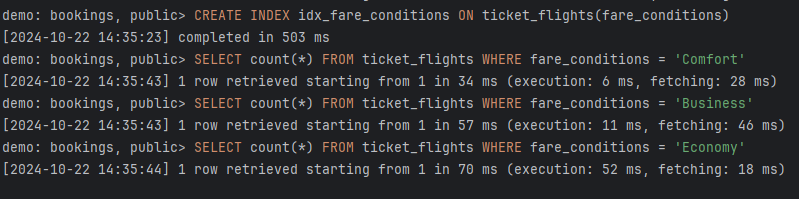 demo: bookings, public> CREATE INDEX idx_fare_conditions ON ticket_flights(fare_conditions)
[2024-10-22 14:35:23] completed in 503 ms
demo: bookings, public> SELECT count(*) FROM ticket_flights WHERE fare_conditions = 'Comfort'
[2024-10-22 14:35:43] 1 row retrieved starting from 1 in 34 ms (execution: 6 ms, fetching: 28 ms)
demo: bookings, public> SELECT count(*) FROM ticket_flights WHERE fare_conditions = 'Business'
[2024-10-22 14:35:43] 1 row retrieved starting from 1 in 57 ms (execution: 11 ms, fetching: 46 ms)
demo: bookings, public> SELECT count(*) FROM ticket_flights WHERE fare_conditions = 'Economy'
[2024-10-22 14:35:44] 1 row retrieved starting from 1 in 70 ms (execution: 52 ms, fetching: 18 ms)